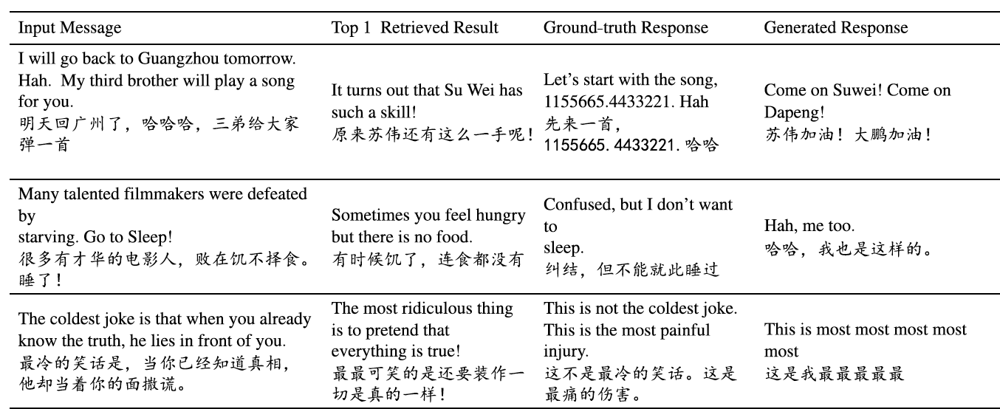 Input Message
Top 1 Retrieved Result
Ground-truth Response
Generated Response
I will go back to Guangzhou tomorrow.
Hah. My third brother will play a song
for you.
明天回广州了，哈哈哈，三弟给大家
弹一首
It turns out that Su Wei has
such a skill!
原来苏伟还有这么一手呢！
Let's start with the song,
1155665.4433221. Hah
先来一首，
1155665.4433221.哈哈
Come on Suwei! Come on
Dapeng!
苏伟加油！大鹏加油！
Many talented filmmakers were defeated
by
starving. Go to Sleep!
很多有才华的电影人，败在饥不择食。
睡了！
Sometimes you feel hungry
but there is no food.
有时候饥了，连食都没有
Confused, but I don't want
to
sleep.
纠结，但不能就此睡过
Hah, me too.
哈哈，我也是这样的。
The coldest joke is that when you already
know the truth, he lies in front of you.
最冷的笑话是，当你已经知道真相，
他却当着你的面撒谎。
The most ridiculous thing
is to pretend that
everything is true!
最最可笑的是还要装作一
切是真的一样！
This is not the coldest joke.
This is the most painful
injury.
这不是最冷的笑话。这是
最痛的伤害。
This is most most most most
most
这是我最最最最最